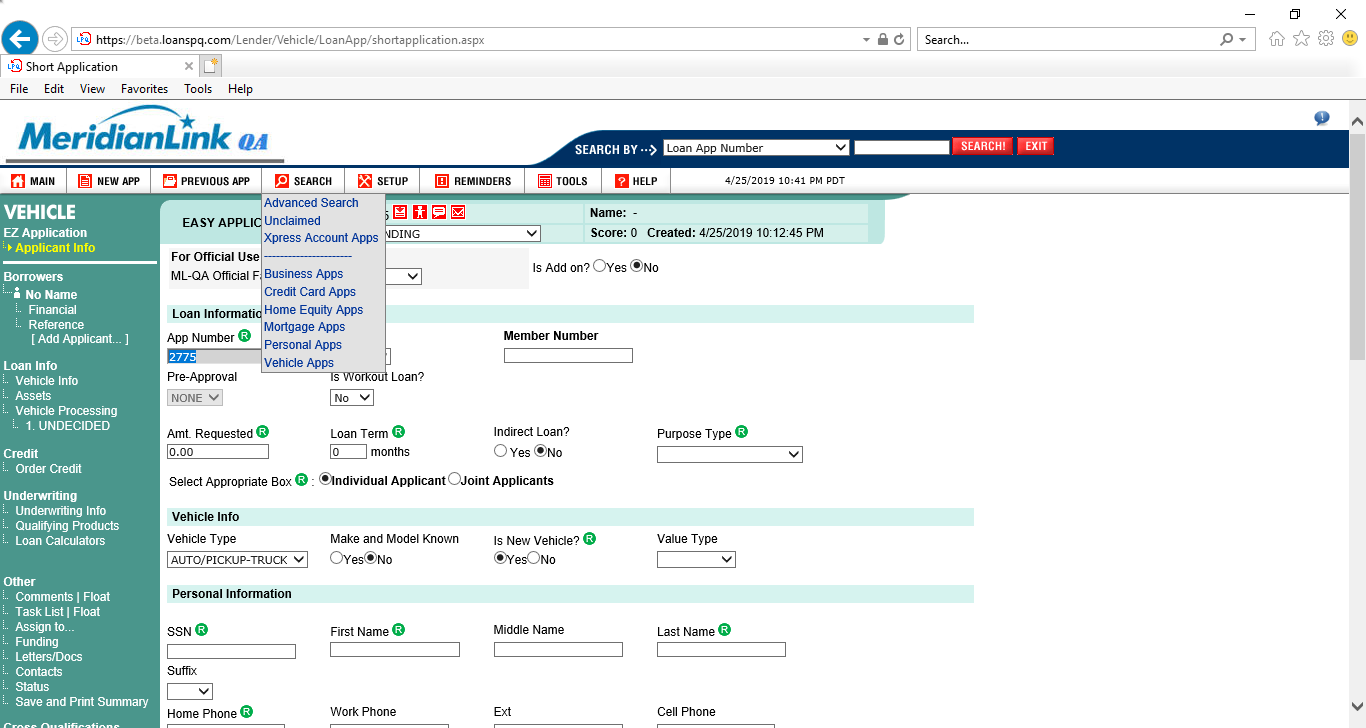 https://beta.loanspq.com/Lender/Vehicle/LoanApp/shortapplication.aspx
Search...
Short Application
File Edit View Favorites Tools Help
MeridianLink QA
SEARCH BY Loan App Number SEARCH! EXIT
MAIN NEW APP PREVIOUS APP SEARCH SETUP REMINDERS TOOLS HELP 4/25/2019 10:41 PM PDT
VEHICLE
EZ Application
Applicant Info
Borrowers
No Name
Financial
Reference
[ Add Applicant... ]
Loan Info
Vehicle Info
Assets
Vehicle Processing
1. UNDECIDED
Credit
Order Credit
Underwriting
Underwriting Info
Qualifying Products
Loan Calculators
Other
Comments | Float
Task List | Float
Assign to...
Funding
Letters/Docs
Contacts
Status
Save and Print Summary
Cross Qualifications
Advanced Search
Unclaimed
Xpress Account Apps
----------------------
Business Apps
Credit Card Apps
Home Equity Apps
Mortgage Apps
Personal Apps
Vehicle Apps
EASY APPLIC 5 Name: -
NDING Score: 0 Created: 4/25/2019 10:12:45 PM
For Official Use
ML-QA Official F Is Add on? Yes No
Loan Informatio
App Number R Member Number
2775
Pre-Approval Is Workout Loan?
NONE No
Amt. Requested R Loan Term R Indirect Loan? Purpose Type R
0.00 0 months Yes No
Select Appropriate Box R : Individual Applicant Joint Applicants
Vehicle Info
Vehicle Type Make and Model Known Is New Vehicle? R Value Type
AUTO/PICKUP-TRUCK Yes No Yes No
Personal Information
SSN R First Name R Middle Name Last Name R
Suffix
Home Phone R Work Phone Ext Cell Phone